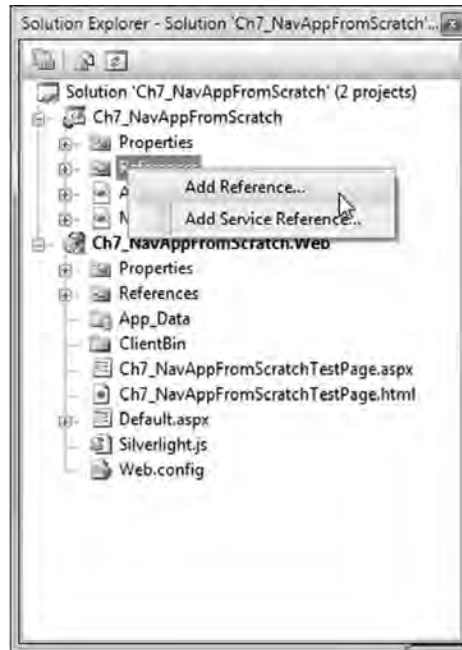 Solution Explorer - Solution 'Ch7_NavAppFromScratch'...
Solution 'Ch7_NavAppFromScratch' (2 projects)
Ch7_NavAppFromScratch
Properties
A
N
Add Reference...
Add Service Reference...
Ch7_NavAppFromScratch.Web
Properties
References
App_Data
ClientBin
Ch7_NavAppFromScratchTestPage.aspx
Ch7_NavAppFromScratchTestPage.html
Default.aspx
Silverlight.js
Web.config